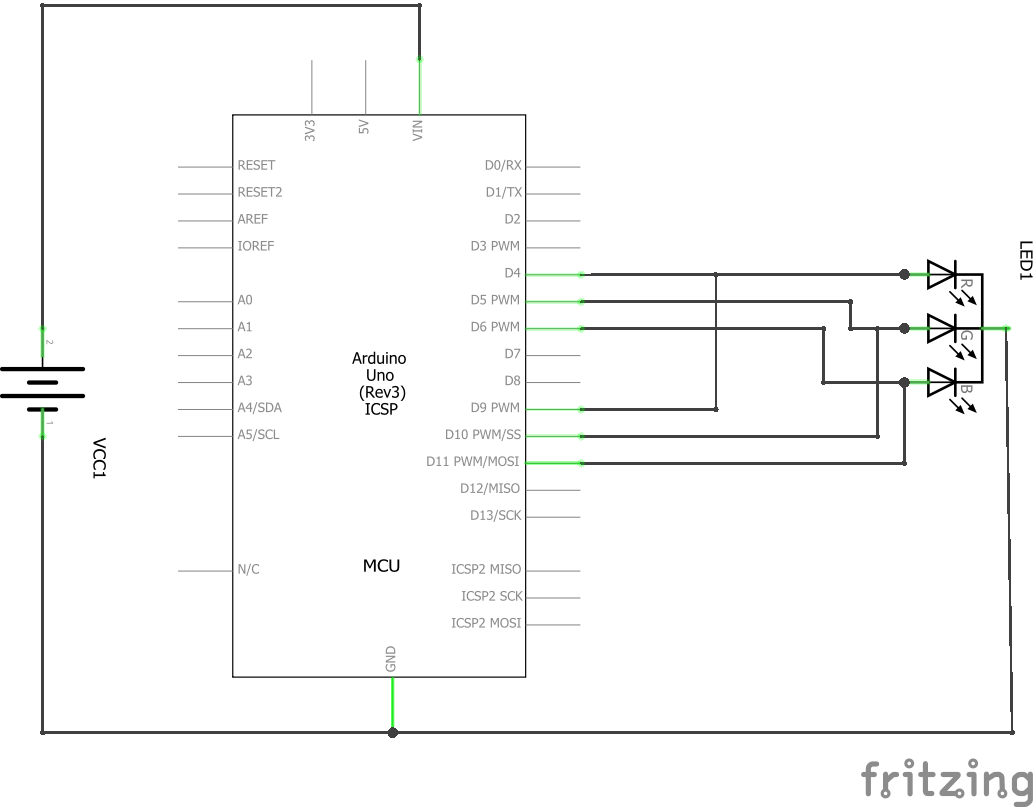 3V3
5V
VIN
RESET
RESET2
AREF
IOREF
A0
A1
A2
A3
A4/SDA
A5/SCL
N/C
Arduino
Uno
(Rev3)
ICSP
MCU
GND
D0/RX
D1/TX
D2
D3 PWM
D4
D5 PWM
D6 PWM
D7
D8
D9 PWM
D10 PWM/SS
D11 PWM/MOSI
D12/MISO
D13/SCK
ICSP2 MISO
ICSP2 SCK
ICSP2 MOSI
2
1
VCC1
LED1
R
G
B
fritzing